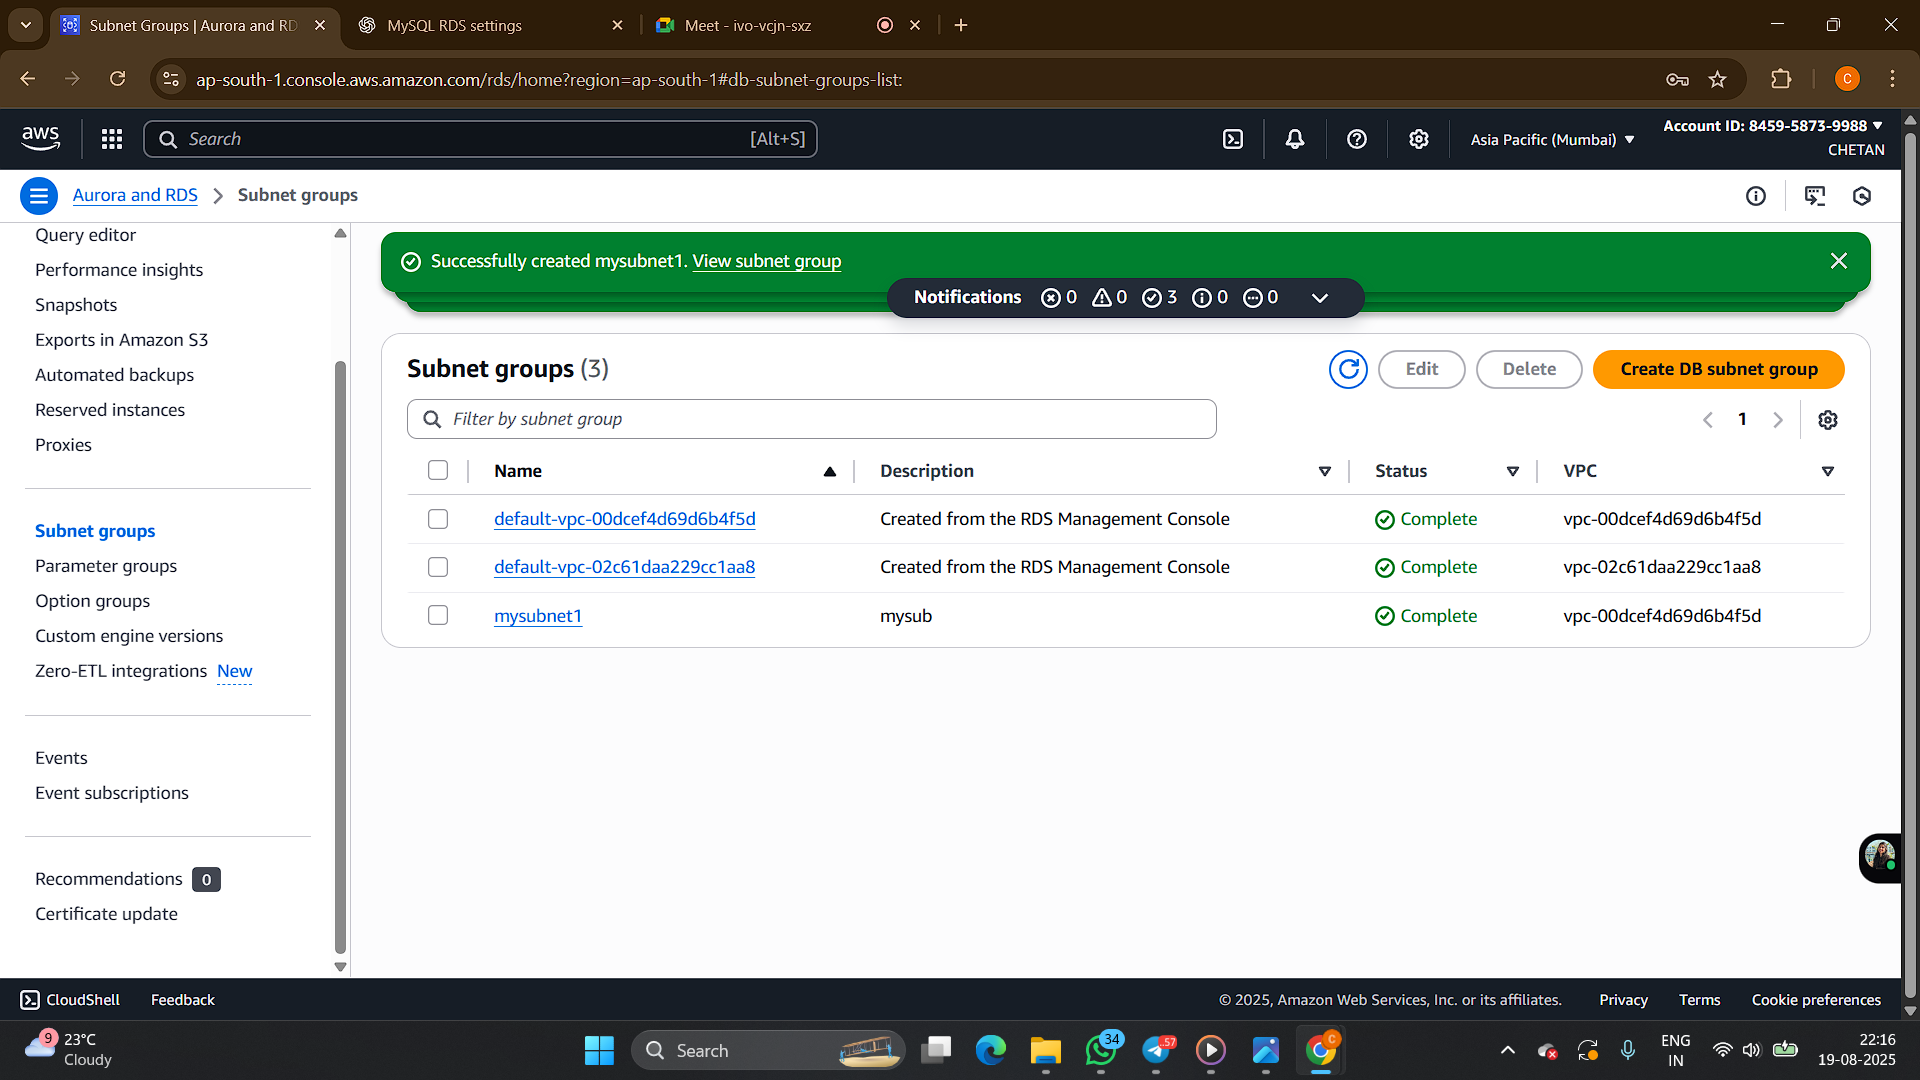 Subnet Groups | Aurora and RD
MySQL RDS settings
Meet - ivo-vcjn-sxz
ap-south-1.console.aws.amazon.com/rds/home?region=ap-south-1#db-subnet-groups-list:
C
aws
Search
[Alt+S]
Asia Pacific (Mumbai)
Account ID: 8459-5873-9988
CHETAN
Aurora and RDS
Subnet groups
Query editor
Performance insights
Snapshots
Exports in Amazon S3
Automated backups
Reserved instances
Proxies
Subnet groups
Parameter groups
Option groups
Custom engine versions
Zero-ETL integrations New
Events
Event subscriptions
Recommendations 0
Certificate update
Successfully created mysubnet1. View subnet group
Notifications 0 0 3 0 0
Subnet groups (3)
Edit
Delete
Create DB subnet group
Filter by subnet group
1
Name Description Status VPC
default-vpc-00dcef4d69d6b4f5d Created from the RDS Management Console Complete vpc-00dcef4d69d6b4f5d
default-vpc-02c61daa229cc1aa8 Created from the RDS Management Console Complete vpc-02c61daa229cc1aa8
mysubnet1 mysub Complete vpc-00dcef4d69d6b4f5d
CloudShell
Feedback
© 2025, Amazon Web Services, Inc. or its affiliates.
Privacy
Terms
Cookie preferences
9
23°C
Cloudy
Search
34
57
C
ENG
IN
22:16
19-08-2025